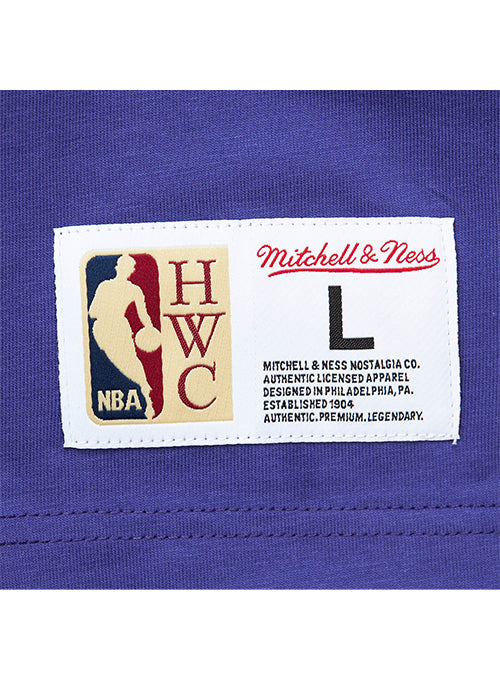 NBA
H
W
C
Mitchell & Ness
L
MITCHELL & NESS NOSTALGIA CO.
AUTHENTIC LICENSED APPAREL
DESIGNED IN PHILADELPHIA, PA.
ESTABLISHED 1904
AUTHENTIC.PREMIUM.LEGENDARY.